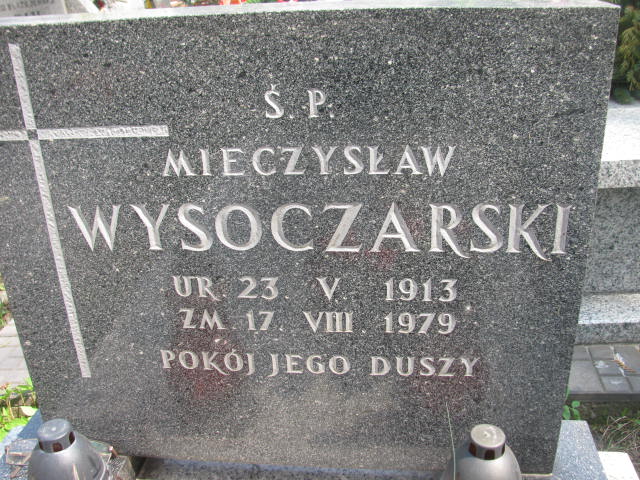 Ś. P.
MIECZYSŁAW
WYSOCZARSKI
UR. 23. V. 1913
ZM. 17. VIII. 1979
POKÓJ JEGO DUSZY